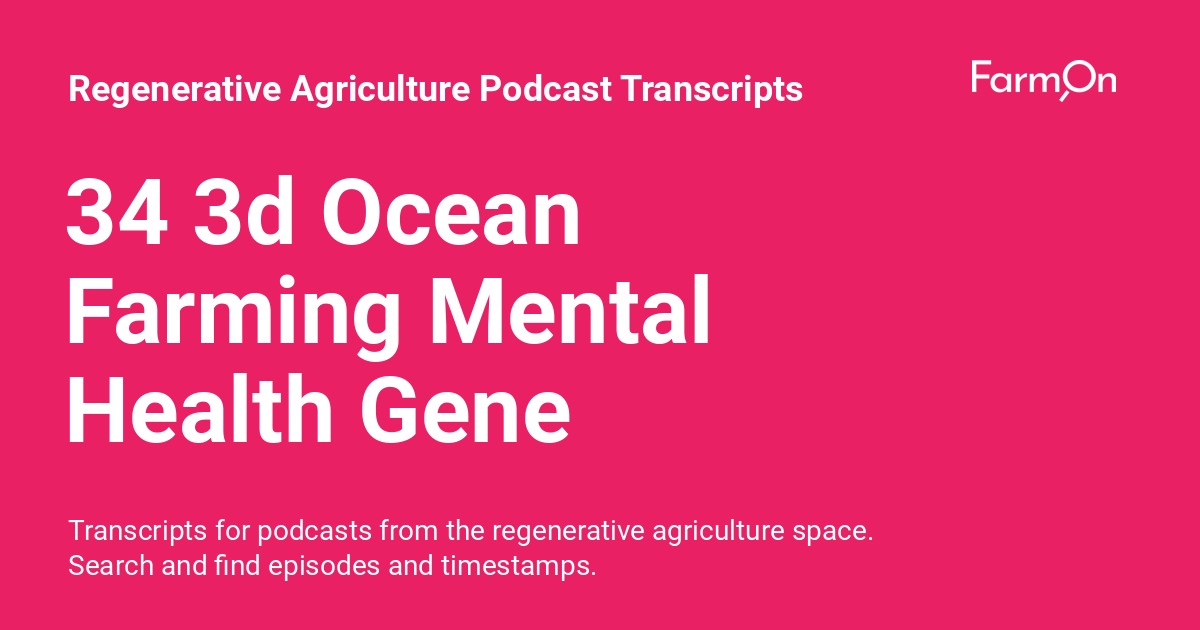 Regenerative Agriculture Podcast Transcripts
FarmOn
34 3d Ocean
Farming Mental
Health Gene
Transcripts for podcasts from the regenerative agriculture space.
Search and find episodes and timestamps.